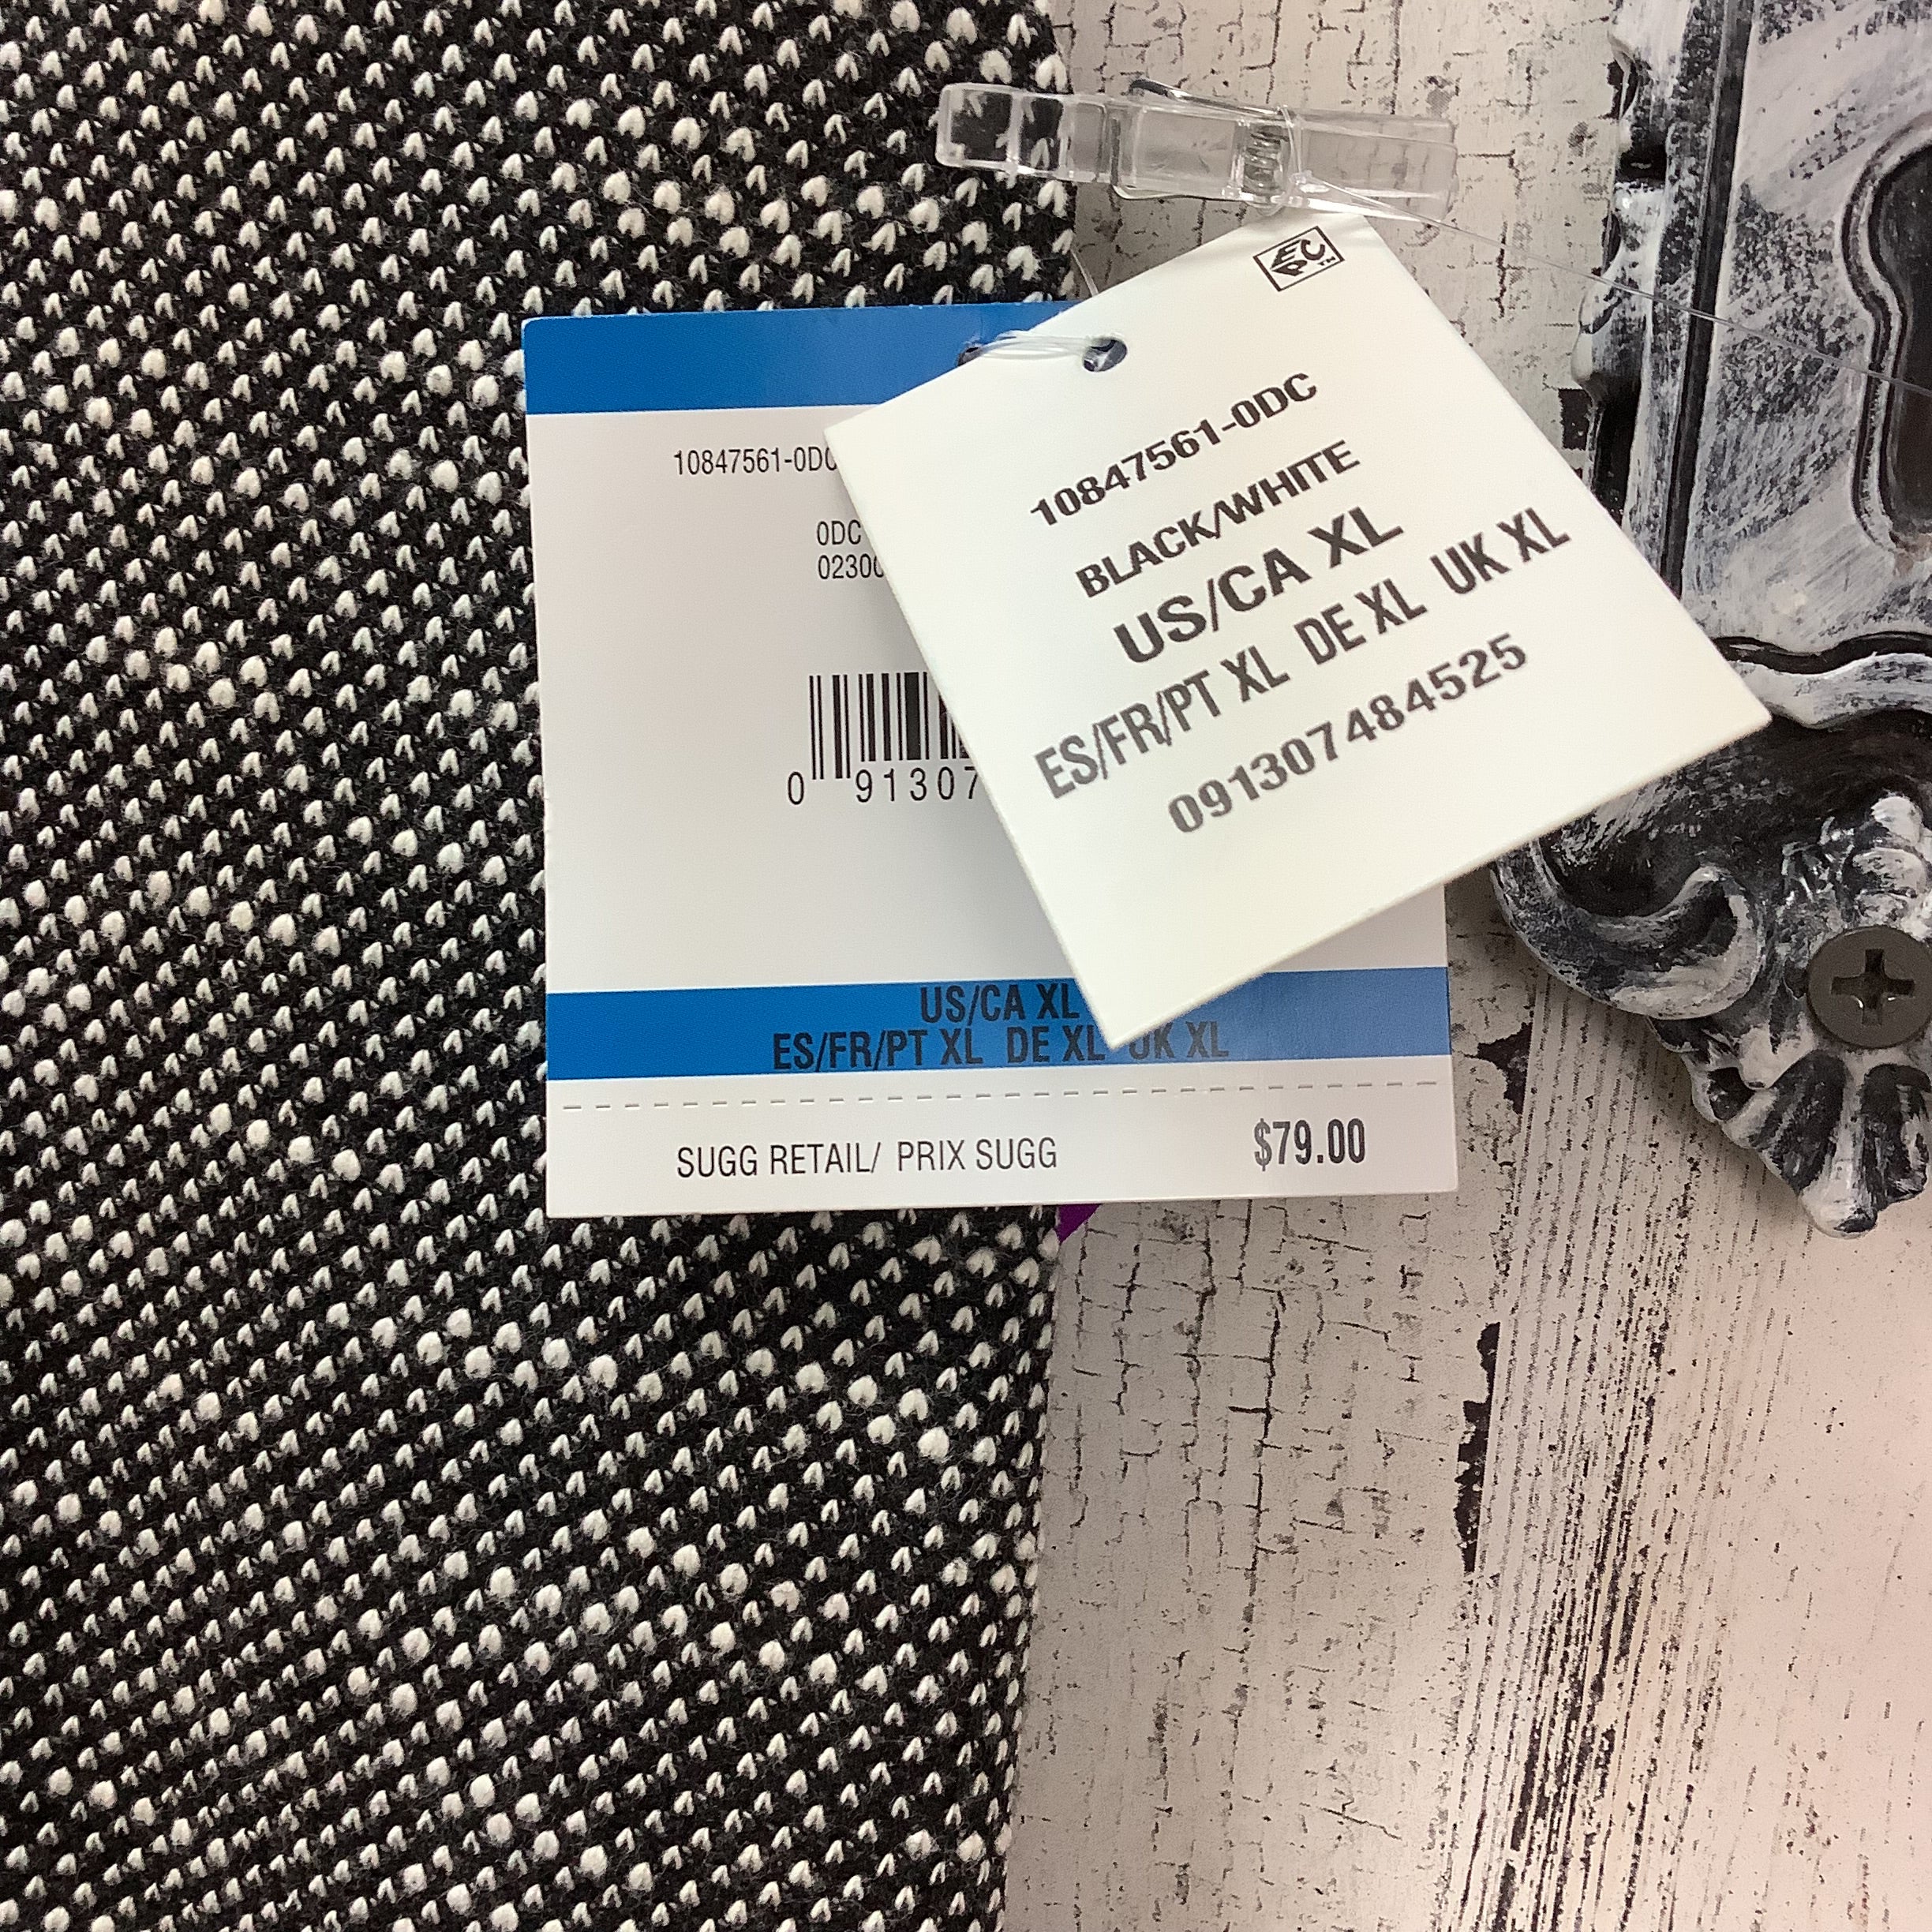 10847561-0DC
0DC
0230
0 91307
US/CA XL
ES/FR/PT XL DE XL UK XL
SUGG RETAIL/ PRIX SUGG $79.00
10847561-0DC
BLACK/WHITE
US/CA XL
ES/FR/PT XL DE XL UK XL
091307484525